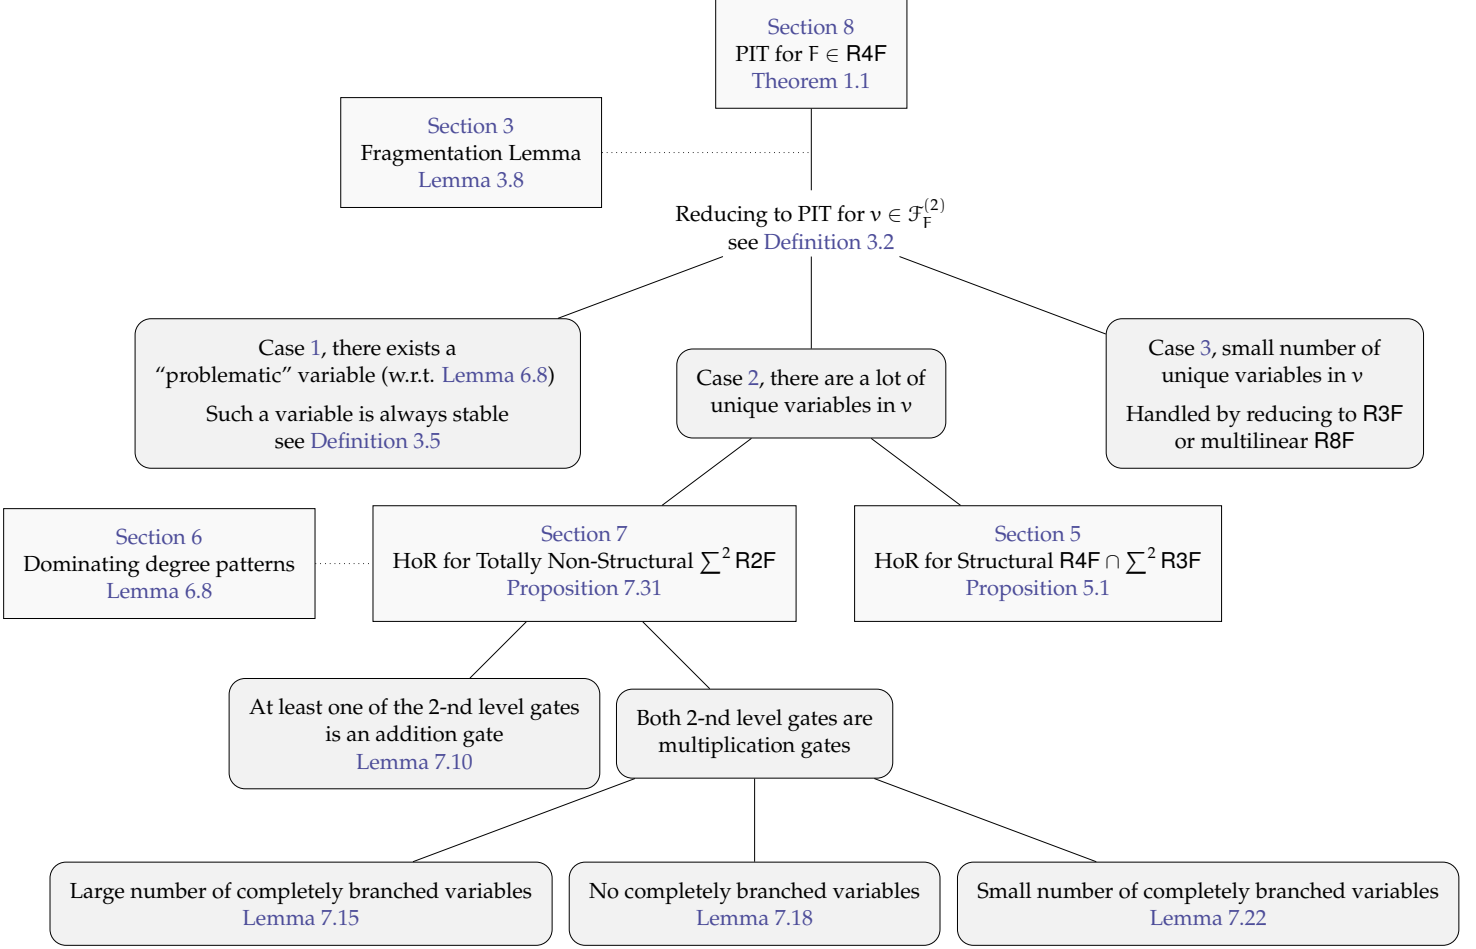 Section 8
PIT for F ∈ R4F
Theorem 1.1
Section 3
Fragmentation Lemma
Lemma 3.8
Reducing to PIT for v ∈ ℱ_F^(2)
see Definition 3.2
Case 1, there exists a
“problematic” variable (w.r.t. Lemma 6.8)
Such a variable is always stable
see Definition 3.5
Case 2, there are a lot of
unique variables in v
Case 3, small number of
unique variables in v
Handled by reducing to R3F
or multilinear R8F
Section 6
Dominating degree patterns
Lemma 6.8
Section 7
HoR for Totally Non-Structural ∑² R2F
Proposition 7.31
Section 5
HoR for Structural R4F ∩ ∑² R3F
Proposition 5.1
At least one of the 2-nd level gates
is an addition gate
Lemma 7.10
Both 2-nd level gates are
multiplication gates
Large number of completely branched variables
Lemma 7.15
No completely branched variables
Lemma 7.18
Small number of completely branched variables
Lemma 7.22